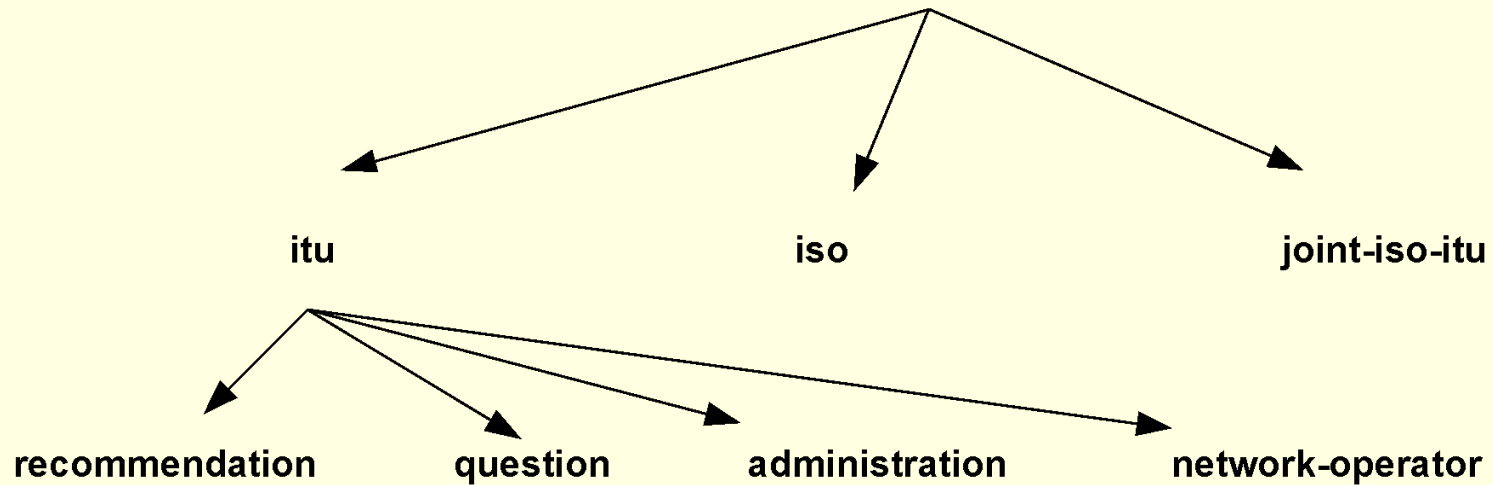 itu iso joint-iso-itu
recommendation question administration network-operator